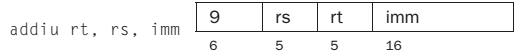 addiu rt, rs, imm 9 rs rt imm
6 5 5 16